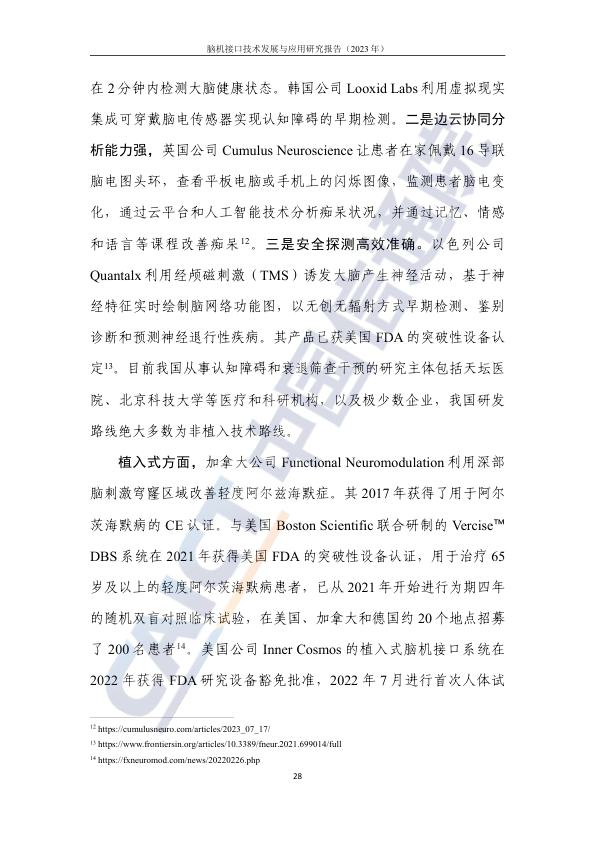 脑机接口技术发展与应用研究报告（2023 年）
在 2 分钟内检测大脑健康状态。韩国公司 Looxid Labs 利用虚拟现实
集成可穿戴脑电传感器实现认知障碍的早期检测。二是边云协同分
析能力强，英国公司 Cumulus Neuroscience 让患者在家佩戴 16 导联
脑电图头环，查看平板电脑或手机上的闪烁图像，监测患者脑电变
化，通过云平台和人工智能技术分析痴呆状况，并通过记忆、情感
和语言等课程改善痴呆¹²。三是安全探测高效准确。以色列公司
Quantalx 利用经颅磁刺激（TMS）诱发大脑产生神经活动，基于神
经特征实时绘制脑网络功能图，以无创无辐射方式早期检测、鉴别
诊断和预测神经退行性疾病。其产品已获美国 FDA 的突破性设备认
定¹³。目前我国从事认知障碍和衰退筛查干预的研究主体包括天坛医
院、北京科技大学等医疗和科研机构，以及极少数企业，我国研发
路线绝大多数为非植入技术路线。
植入式方面，加拿大公司 Functional Neuromodulation 利用深部
脑刺激穹窿区域改善轻度阿尔兹海默症。其 2017 年获得了用于阿尔
茨海默病的 CE 认证。与美国 Boston Scientific 联合研制的 Vercise™
DBS 系统在 2021 年获得美国 FDA 的突破性设备认证，用于治疗 65
岁及以上的轻度阿尔茨海默病患者，已从 2021 年开始进行为期四年
的随机双盲对照临床试验，在美国、加拿大和德国约 20 个地点招募
了 200 名患者¹⁴。美国公司 Inner Cosmos 的植入式脑机接口系统在
2022 年获得 FDA 研究设备豁免批准，2022 年 7 月进行首次人体试
¹² https://cumulusneuro.com/articles/2023_07_17/
¹³ https://www.frontiersin.org/articles/10.3389/fneur.2021.699014/full
¹⁴ https://fxneuromod.com/news/20220226.php
28
CAICT 中国信通院